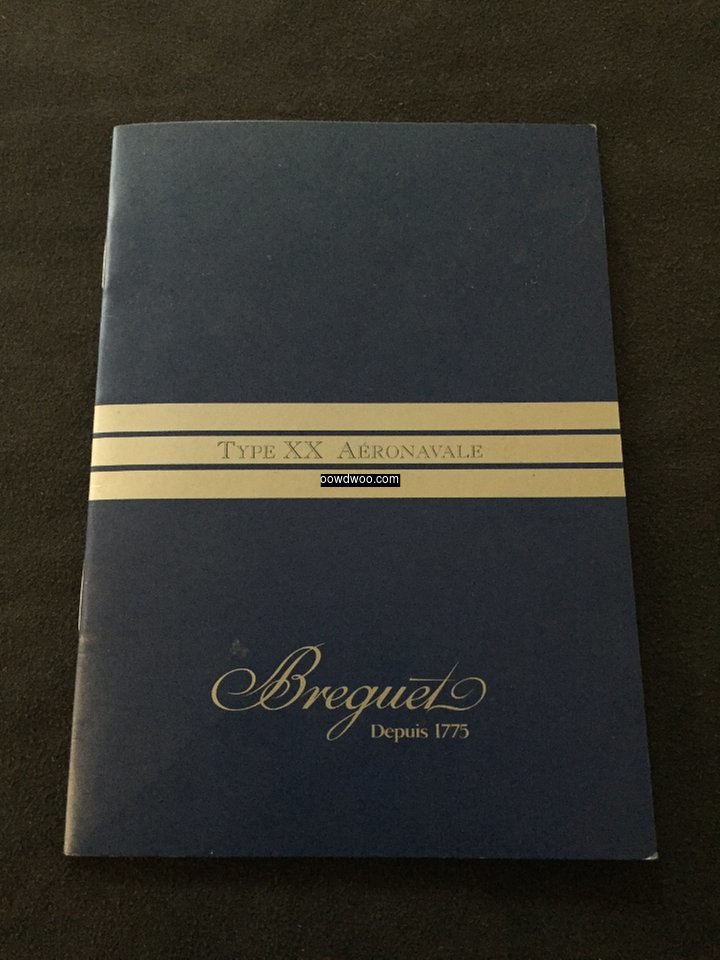 Type XX Aéronavale
oowdwoo.com
Breguet
Depuis 1775